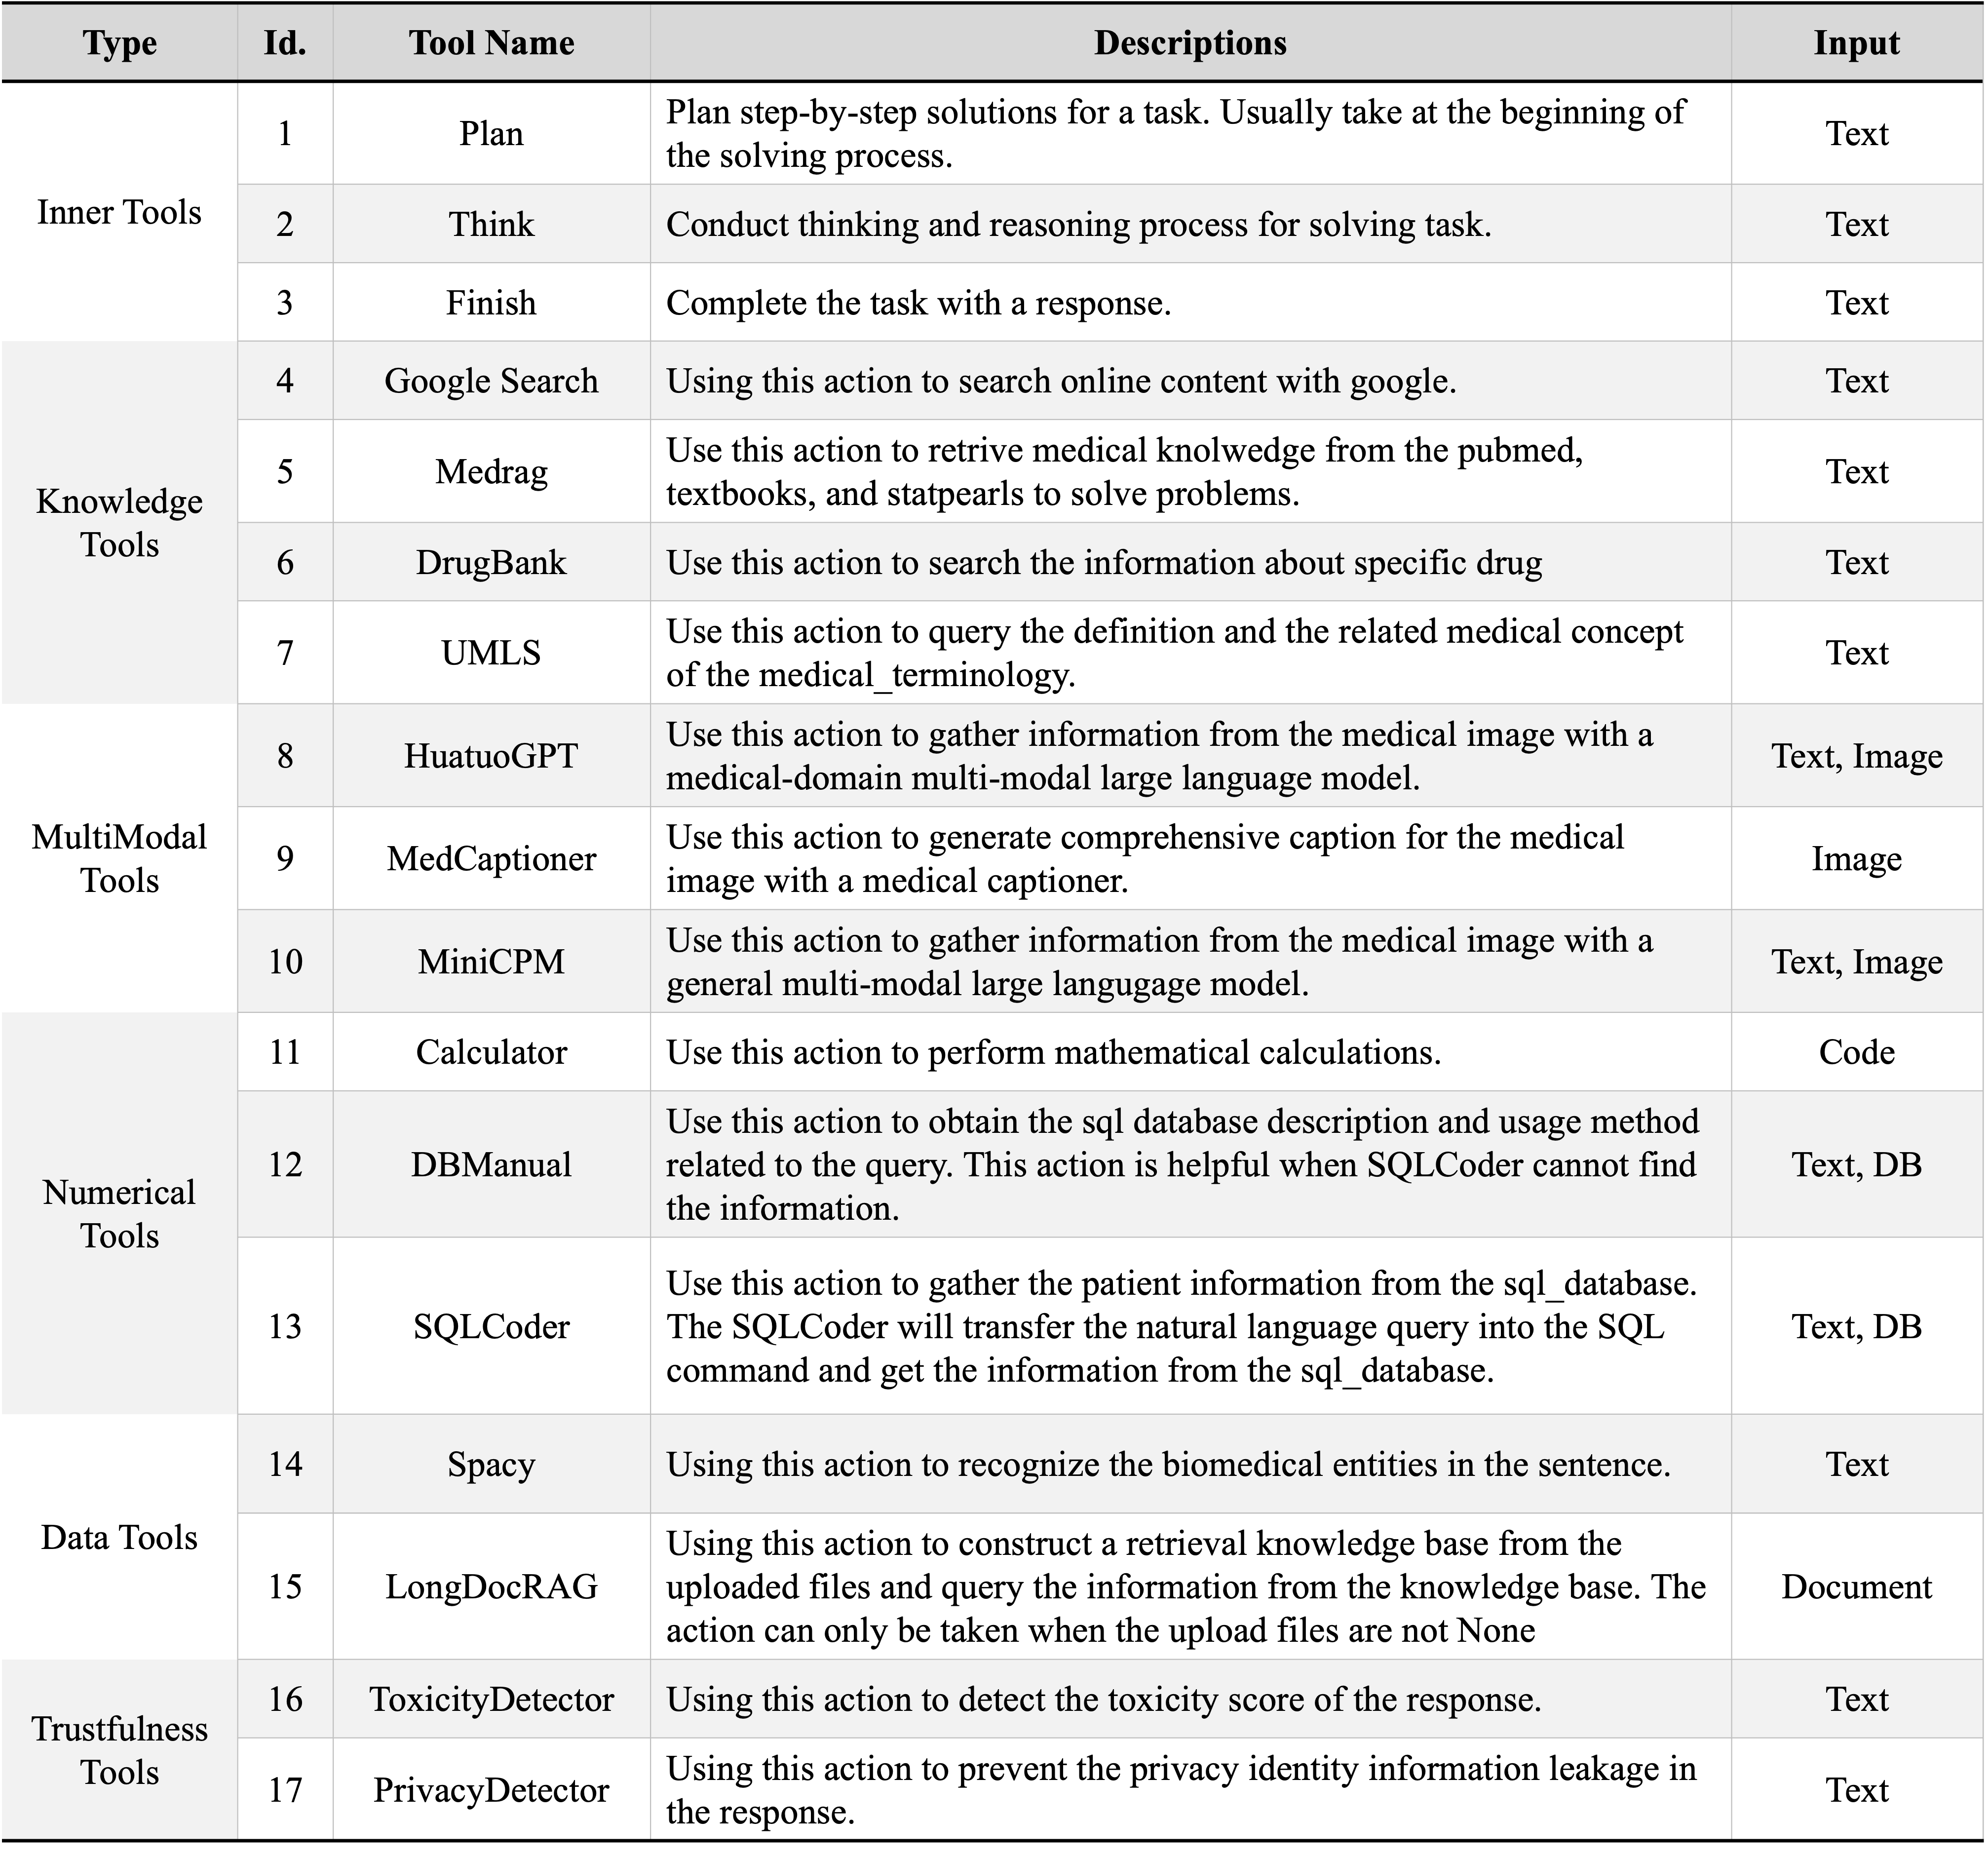 Type Id. Tool Name Descriptions Input
Inner Tools
1 Plan Plan step-by-step solutions for a task. Usually take at the beginning of
the solving process. Text
2 Think Conduct thinking and reasoning process for solving task. Text
3 Finish Complete the task with a response. Text
Knowledge
Tools
4 Google Search Using this action to search online content with google. Text
5 Medrag Use this action to retrive medical knolwedge from the pubmed,
textbooks, and statpearls to solve problems. Text
6 DrugBank Use this action to search the information about specific drug Text
7 UMLS Use this action to query the definition and the related medical concept
of the medical_terminology. Text
MultiModal
Tools
8 HuatuoGPT Use this action to gather information from the medical image with a
medical-domain multi-modal large language model. Text, Image
9 MedCaptioner Use this action to generate comprehensive caption for the medical
image with a medical captioner. Image
10 MiniCPM Use this action to gather information from the medical image with a
general multi-modal large langugage model. Text, Image
Numerical
Tools
11 Calculator Use this action to perform mathematical calculations. Code
12 DBManual Use this action to obtain the sql database description and usage method
related to the query. This action is helpful when SQLCoder cannot find
the information. Text, DB
13 SQLCoder Use this action to gather the patient information from the sql_database.
The SQLCoder will transfer the natural language query into the SQL
command and get the information from the sql_database. Text, DB
Data Tools
14 Spacy Using this action to recognize the biomedical entities in the sentence. Text
15 LongDocRAG Using this action to construct a retrieval knowledge base from the
uploaded files and query the information from the knowledge base. The
action can only be taken when the upload files are not None Document
Trustfulness
Tools
16 ToxicityDetector Using this action to detect the toxicity score of the response. Text
17 PrivacyDetector Using this action to prevent the privacy identity information leakage in
the response. Text